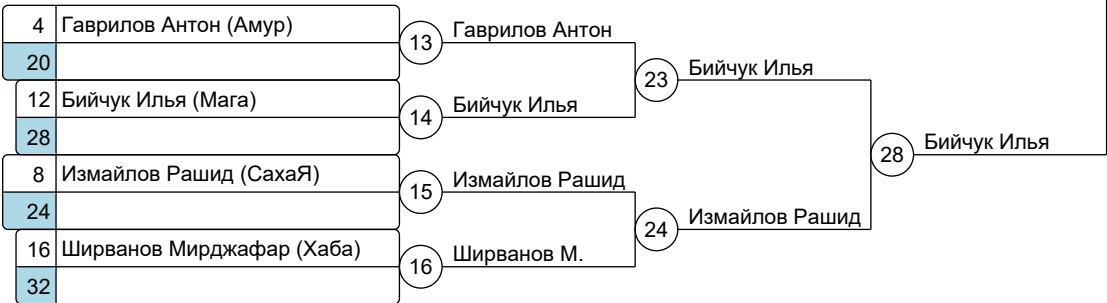 4 Гаврилов Антон (Амур)
20
12 Бийчук Илья (Мага)
28
8 Измайлов Рашид (СахаЯ)
24
16 Ширванов Мирджафар (Хаба)
32
13 Гаврилов Антон
14 Бийчук Илья
15 Измайлов Рашид
16 Ширванов М.
23 Бийчук Илья
24 Измайлов Рашид
28 Бийчук Илья